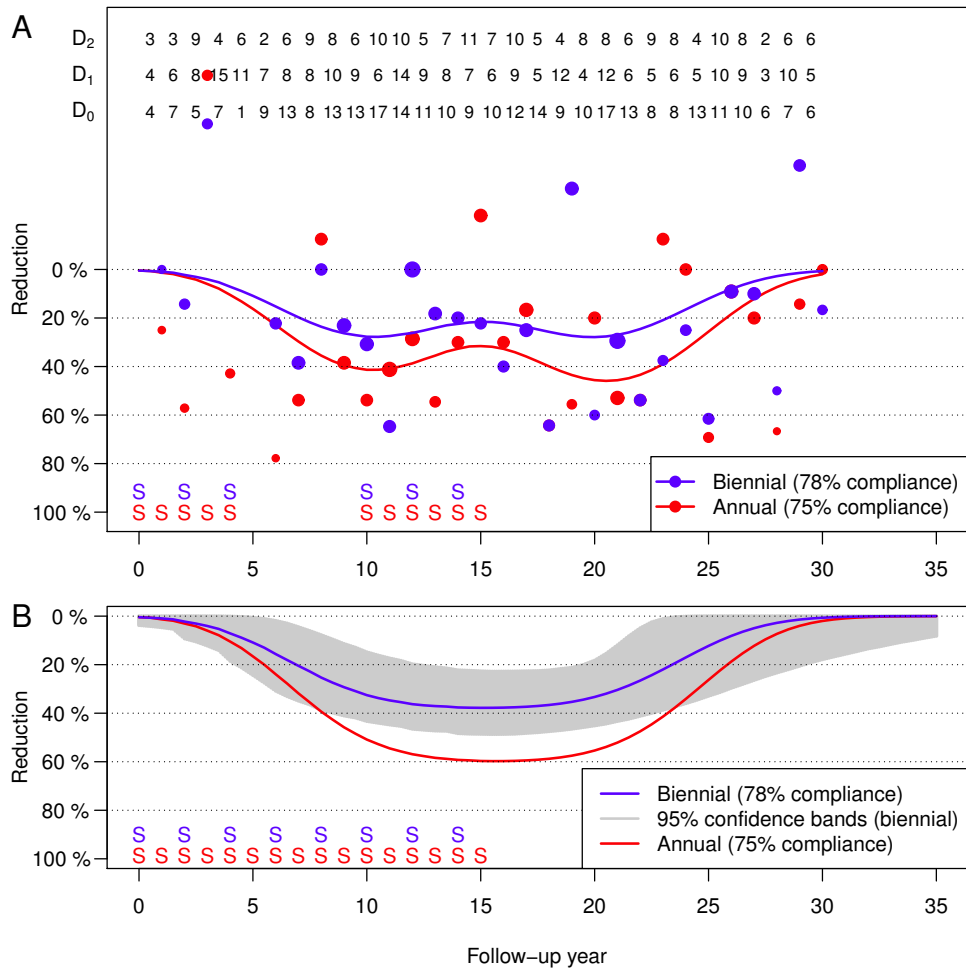 A
D2 3 3 9 4 6 2 6 9 8 6 10 10 5 7 11 7 10 5 4 8 8 6 9 8 4 10 8 2 6 6
D1 4 6 8 15 11 7 8 8 10 9 6 14 9 8 7 6 9 5 12 4 12 6 5 6 5 10 9 3 10 5
D0 4 7 5 7 1 9 13 8 13 13 17 14 11 10 9 10 12 14 9 10 17 13 8 8 13 11 10 6 7 6
Reduction
0 %
20 %
40 %
60 %
80 %
100 %
S S S S S S
S S S S S S S S S S S
Biennial (78% compliance)
Annual (75% compliance)
0 5 10 15 20 25 30 35
B
Reduction
0 %
20 %
40 %
60 %
80 %
100 %
S S S S S S S S
S S S S S S S S S S S S S S S S
Biennial (78% compliance)
95% confidence bands (biennial)
Annual (75% compliance)
0 5 10 15 20 25 30 35
Follow−up year